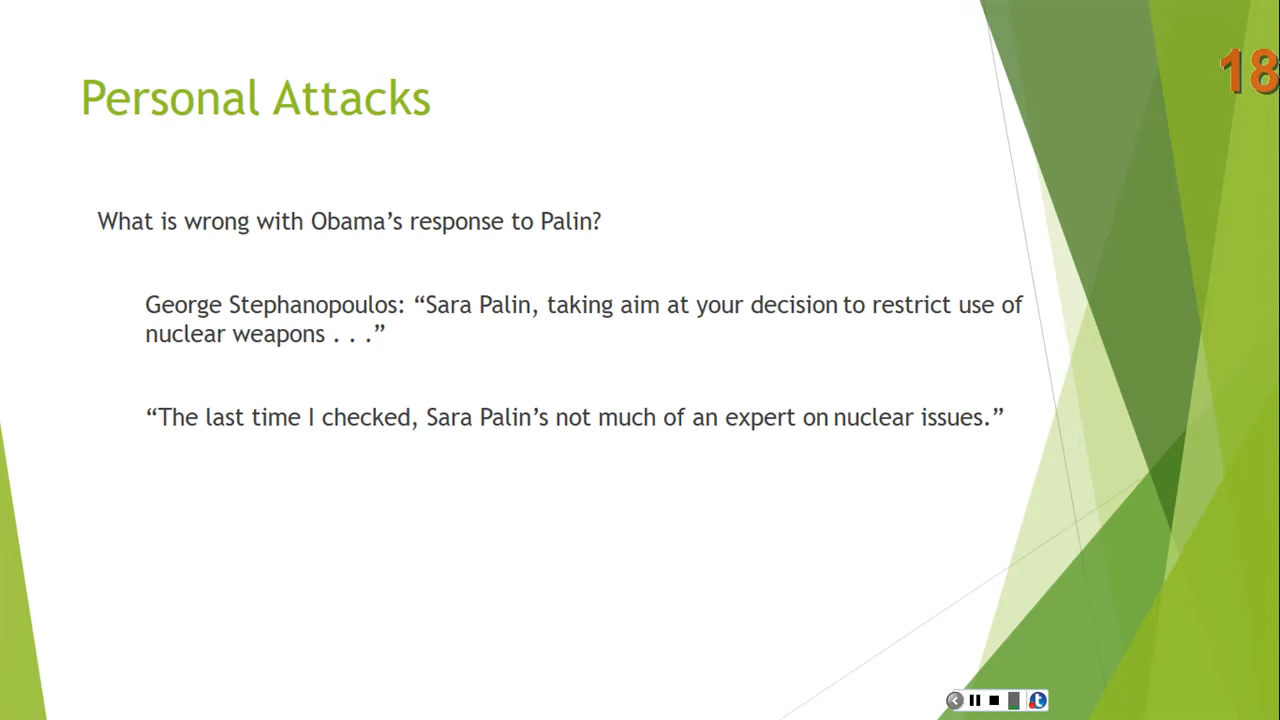 18
Personal Attacks
What is wrong with Obama’s response to Palin?
George Stephanopoulos: “Sara Palin, taking aim at your decision to restrict use of
nuclear weapons . . .”
“The last time I checked, Sara Palin’s not much of an expert on nuclear issues.”
t